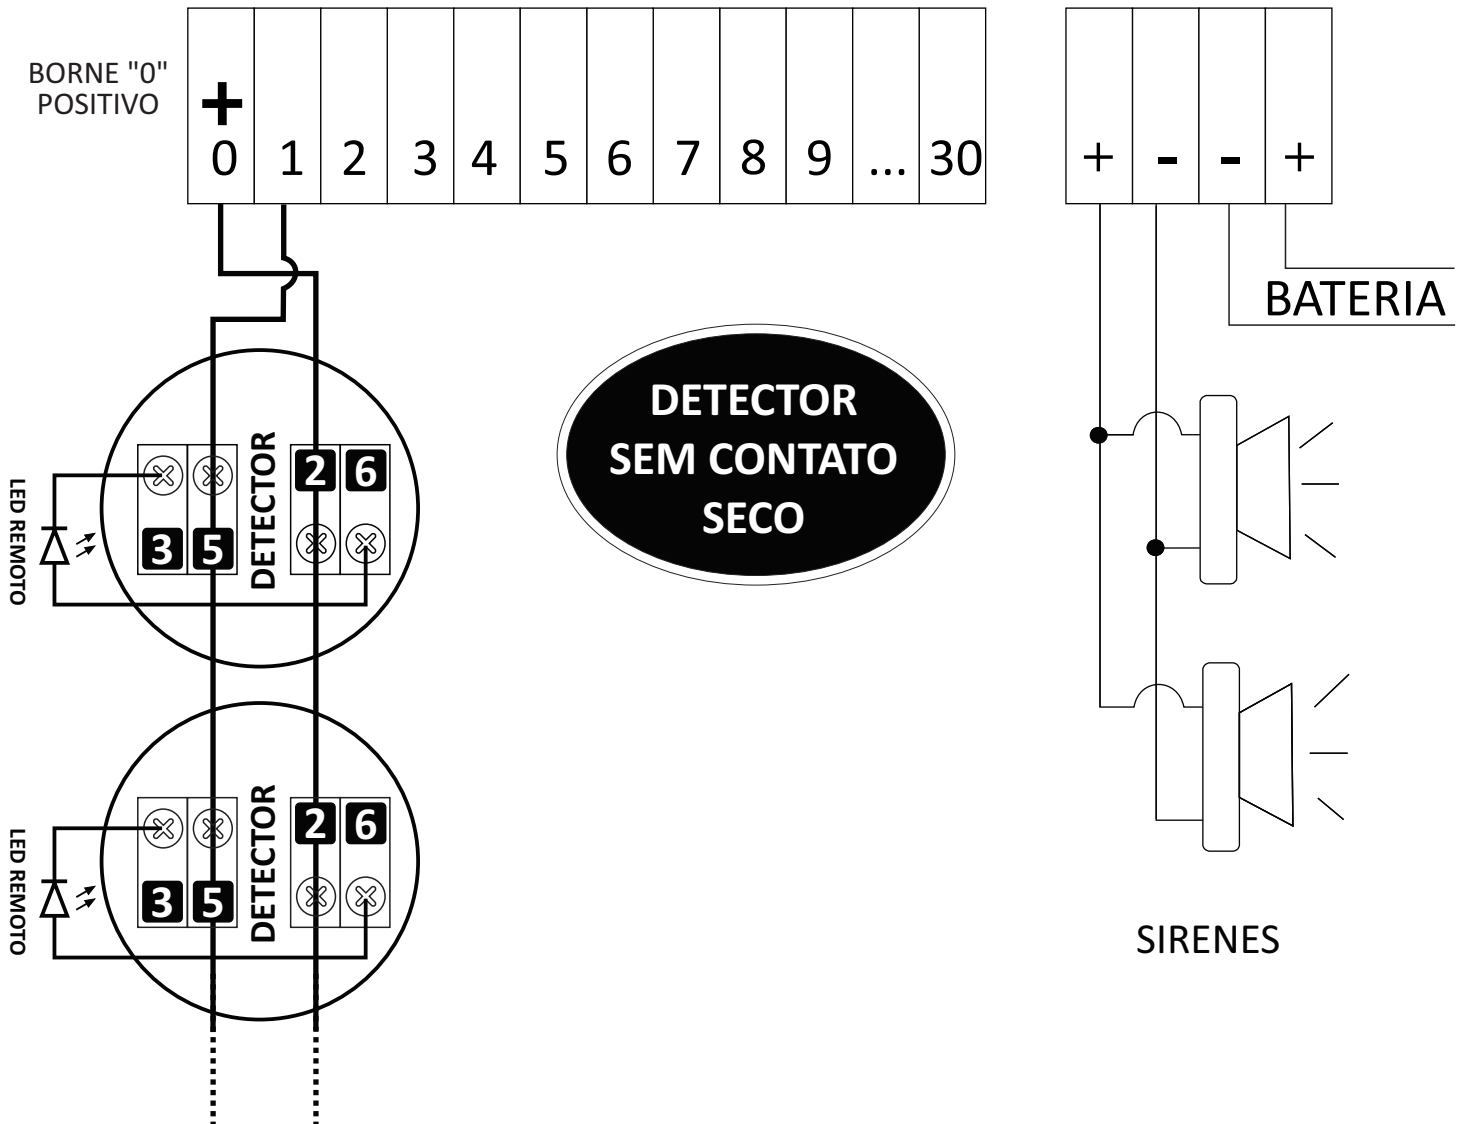 BORNE "0"
POSITIVO
+
0 1 2 3 4 5 6 7 8 9 ... 30
+ - - +
BATERIA
DETECTOR
SEM CONTATO
SECO
LED REMOTO
3 5
DETECTOR
2 6
LED REMOTO
3 5
DETECTOR
2 6
SIRENES